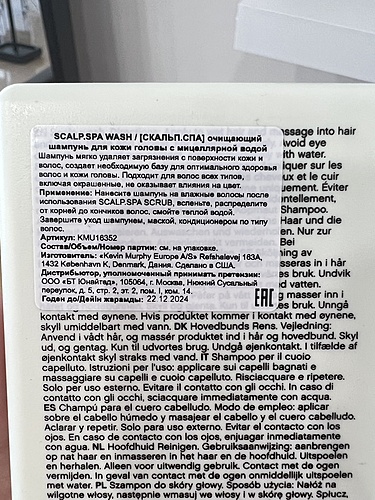 SCALP.SPA WASH / [СКАЛЬП.СПА] очищающий
шампунь для кожи головы с мицеллярной водой
Шампунь мягко удаляет загрязнения с поверхности кожи и
волос, создает необходимую базу для оптимального здоровья
волос и кожи головы. Подходит для волос всех типов,
включая окрашенные, не оказывает влияния на цвет.
Применение: Нанесите шампунь на влажные волосы после
использования SCALP.SPA SCRUB, вспеньте, распределите
от корней до кончиков волос, смойте теплой водой.
Завершите уход шампунем, маской, кондиционером по типу
волос.
Артикул: KMU16352
Состав/Объем/Номер партии: см. на упаковке.
Изготовитель: «Kevin Murphy Europe A/S» Refshalevej 163A,
1432 København K, Denmark, Дания. Сделано в США.
Дистрибьютор, уполномоченный принимать претензии:
ООО «БТ Юнайтед», 105064, г. Москва, Нижний Сусальный
переулок, д. 5, стр. 2, эт. 2, пом. I, ком. 14.
Годен до/Дейін жарамды: 22.12.2024
EAC
ssage into hair
Avoid eye
ith water.
iquer sur les
ux et le cuir
uement. Éviter
ntellement,
Shampoo.
Haar und die
en. Nur zur
Bei
ning av
sseras in i hår
es bruk. Undvik
d vatten.
g masser inn i
es bruk. Unngå
kontakt med øynene. Hvis produktet kommer i kontakt med øynene,
skyll umiddelbart med vann. DK Hovedbunds Rens. Vejledning:
Anvend i vådt hår, og massér produktet ind i hår og hovedbund. Skyl
ud, og gentag. Kun til udvortes brug. Undgå øjenkontakt. I tilfælde af
øjenkontakt skyl straks med vand. IT Shampoo per il cuoio
capelluto. Istruzioni per l'uso: applicare sui capelli bagnati e
massaggiare su capelli e cuoio capelluto. Risciacquare e ripetere.
Solo per uso esterno. Evitare il contatto con gli occhi. In caso di
contatto con gli occhi, sciacquare immediatamente con acqua.
ES Champú para el cuero cabelludo. Modo de empleo: aplicar
sobre el cabello húmedo y masajear el cabello y el cuero cabelludo.
Aclarar y repetir. Solo para uso externo. Evitar el contacto con los
ojos. En caso de contacto con los ojos, enjuagar inmediatamente
con agua. NL Hoofdhuid Reinigen. Gebruiksaanwijzing: aanbrengen
op nat haar en inmasseren in het haar en de hoofdhuid. Uitspoelen
en herhalen. Alleen voor uitwendig gebruik. Contact met de ogen
vermijden. In geval van contact met de ogen onmiddellijk uitspoelen
met water. PL Szampon do skóry głowy. Sposób użycia: Nałóż na
wilgotne włosy, następnie wmasuj we włosy i w skórę głowy. Spłucz,